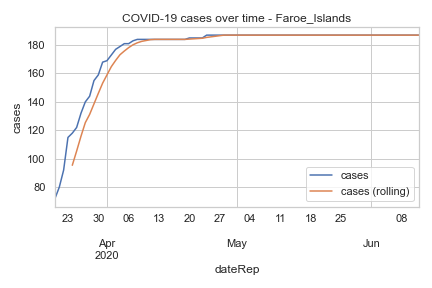 COVID-19 cases over time - Faroe_Islands
cases
180
160
140
120
100
80
cases
cases (rolling)
23 30 06 13 20 27 04 11 18 25 08
Apr May Jun
2020
dateRep